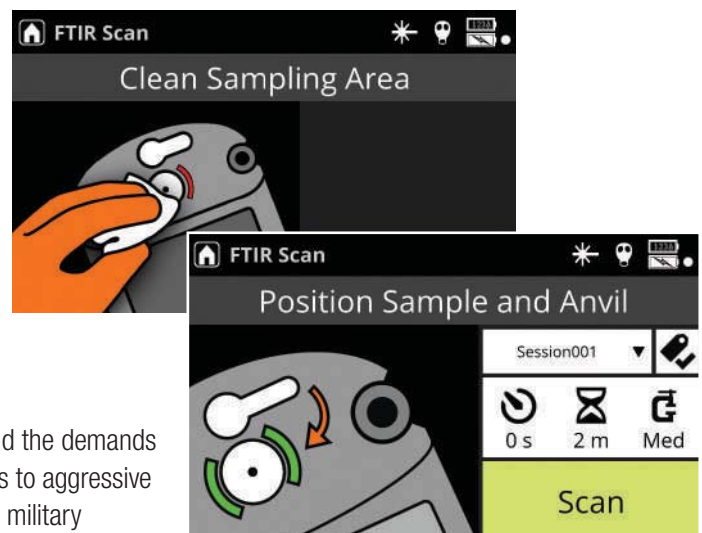 FTIR Scan
Clean Sampling Area
FTIR Scan
Position Sample and Anvil
Session001
0 s 2 m Med
Scan
d the demands
s to aggressive
military